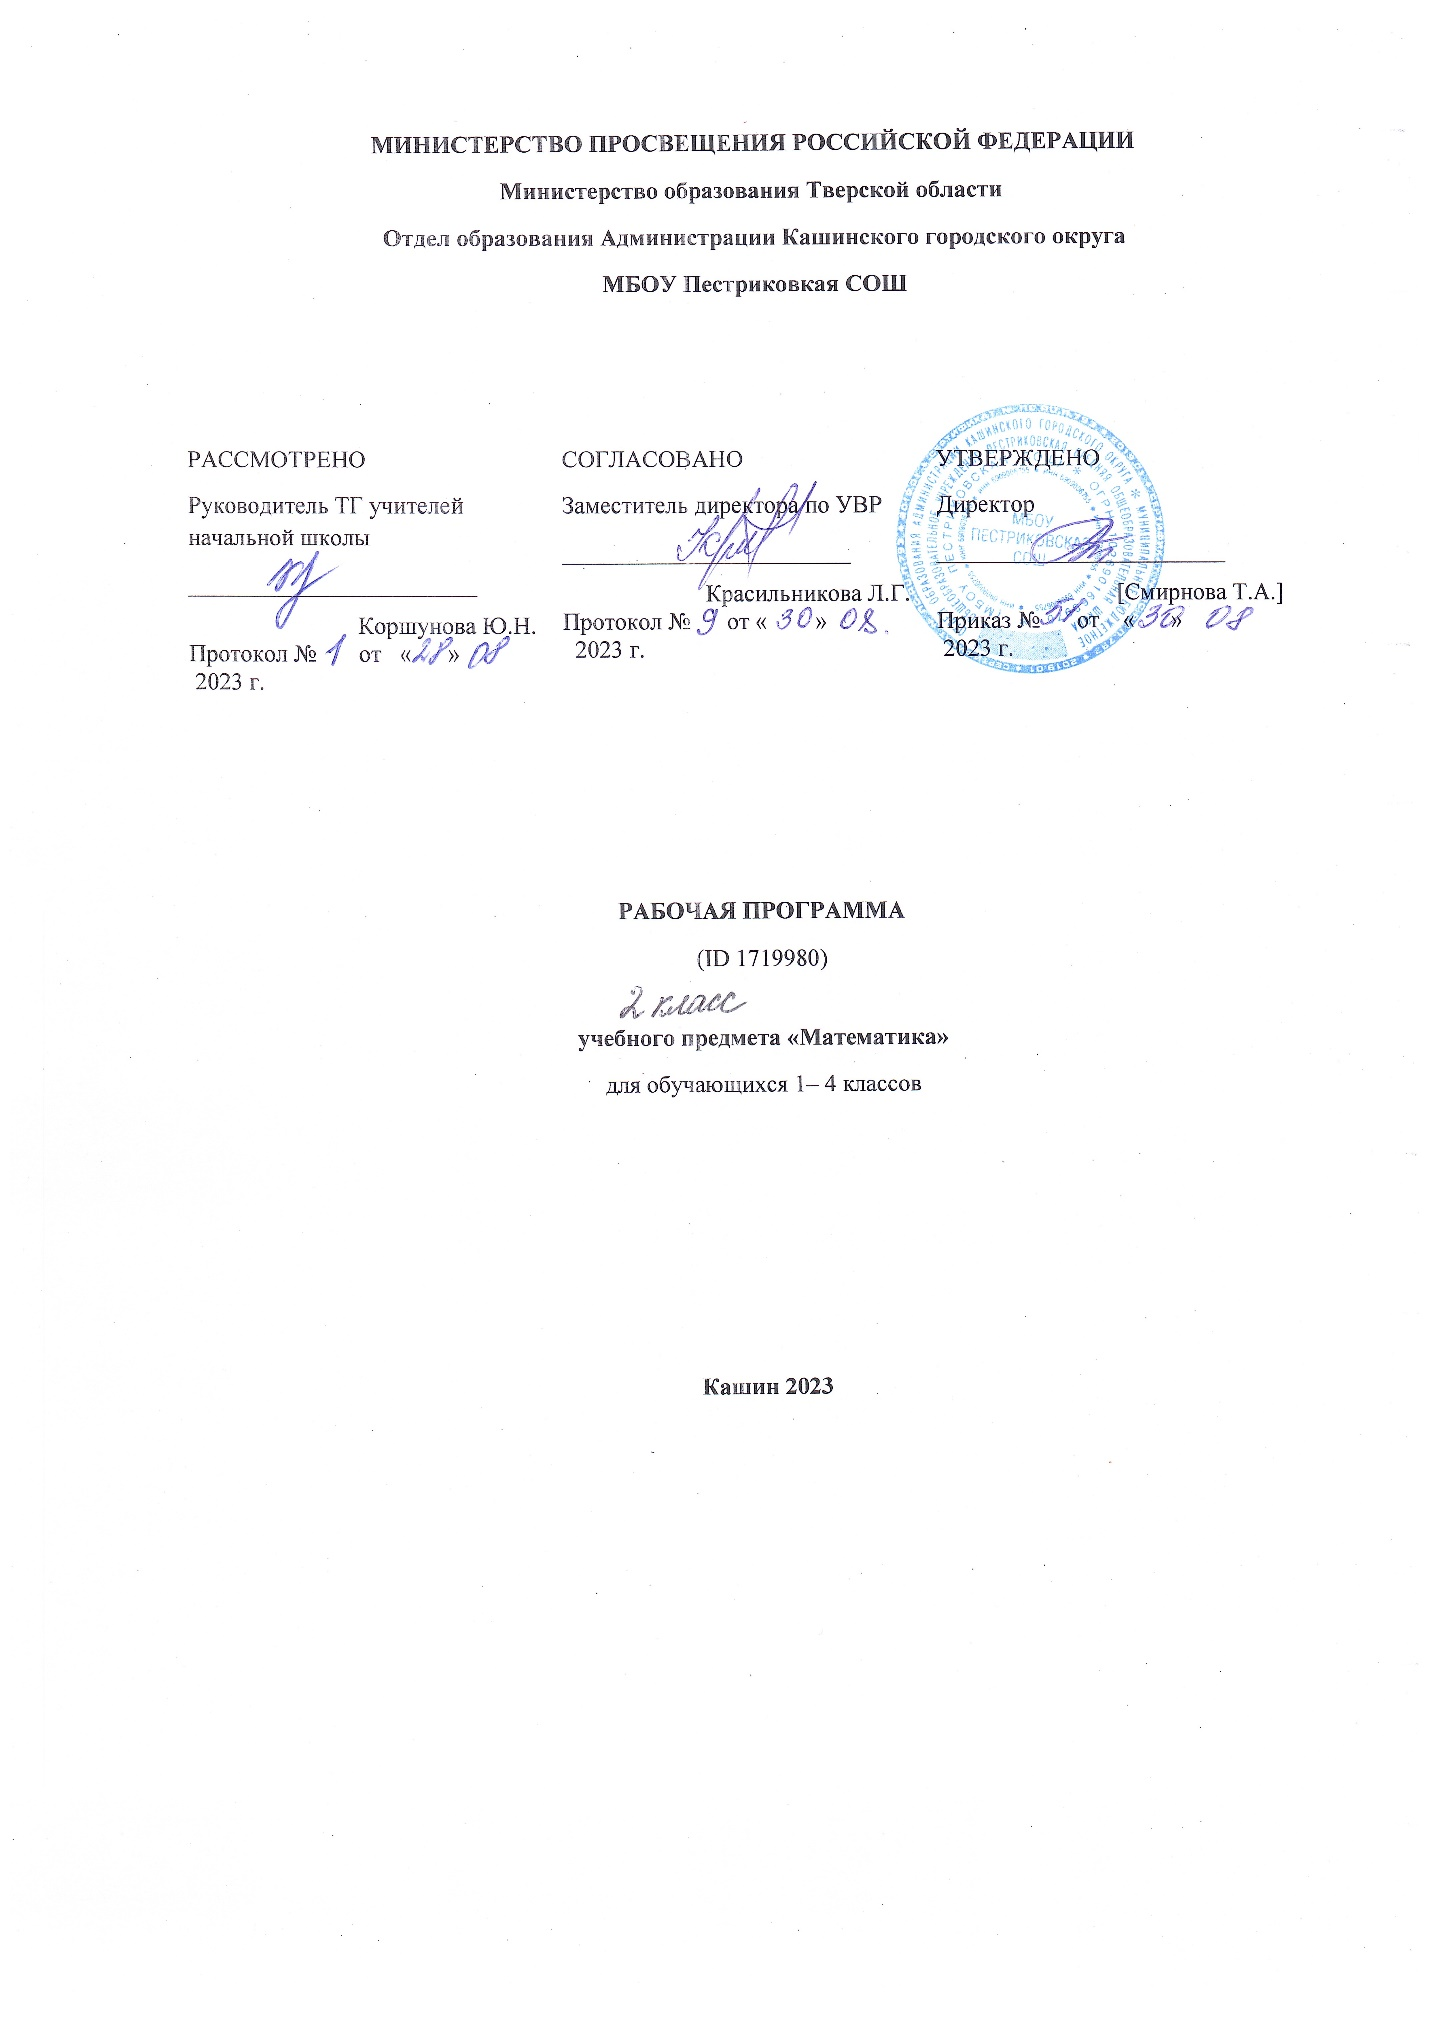 МИНИСТЕРСТВО ПРОСВЕЩЕНИЯ РОССИЙСКОЙ ФЕДЕРАЦИИ
Министерство образования Тверской области
Отдел образования Администрации Кашинского городского округа
МБОУ Пестриковкая СОШ
РАССМОТРЕНО
Руководитель ТГ учителей
начальной школы
Коршунова Ю.Н.
Протокол № 1 от «28» 08
2023 г.
СОГЛАСОВАНО
Заместитель директора по УВР
Красильникова Л.Г.
Протокол № 9 от «30» 08
2023 г.
УТВЕРЖДЕНО
Директор
[Смирнова Т.А.]
Приказ № от «30» 08
2023 г.
МБОУ
ПЕСТРИКОВСКАЯ
СОШ
РАБОЧАЯ ПРОГРАММА
(ID 1719980)
2 класс
учебного предмета «Математика»
для обучающихся 1– 4 классов
Кашин 2023